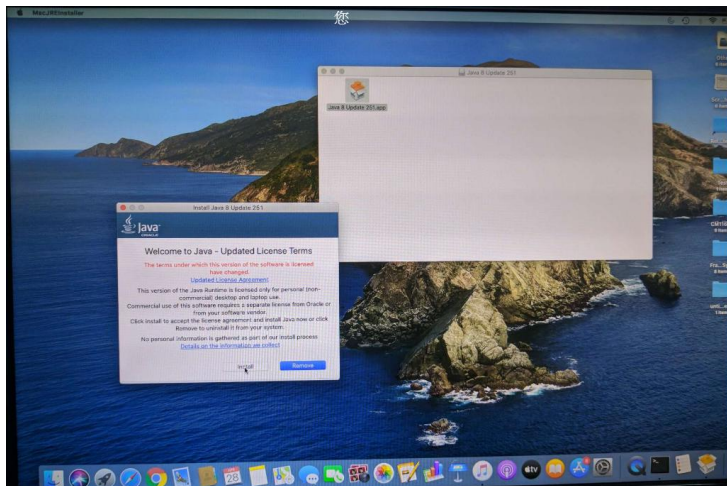 MacJREInstaller
您
Java 8 Update 251
Java 8 Update 251.app
Install Java 8 Update 251
Java
ORACLE
Welcome to Java - Updated License Terms
The terms under which this version of the software is licensed
have changed.
Updated License Agreement
This version of the Java Runtime is licensed only for personal (non-
commercial) desktop and laptop use.
Commercial use of this software requires a separate license from Oracle or
from your software vendor.
Click install to accept the license agreement and install Java now or click
Remove to uninstall it from your system.
No personal information is gathered as part of our install process
Details on the information we collect
Install
Remove
28
tv